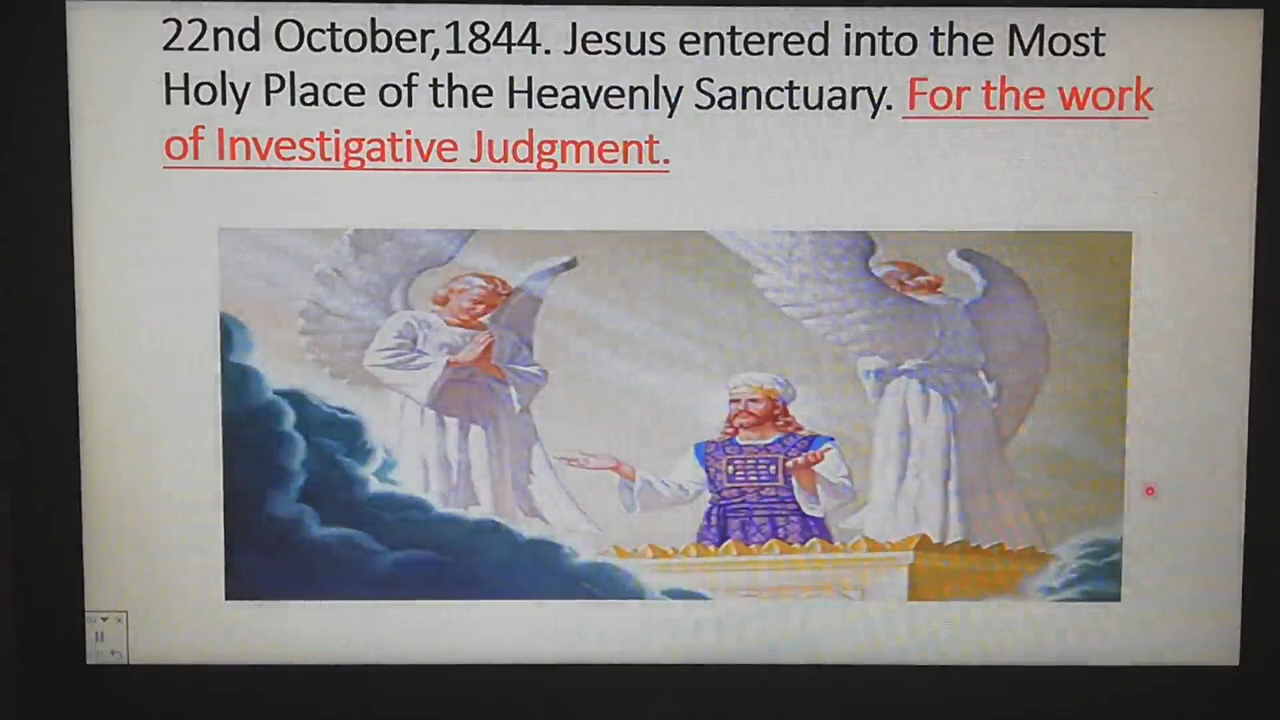 22nd October,1844. Jesus entered into the Most
Holy Place of the Heavenly Sanctuary. For the work
of Investigative Judgment.